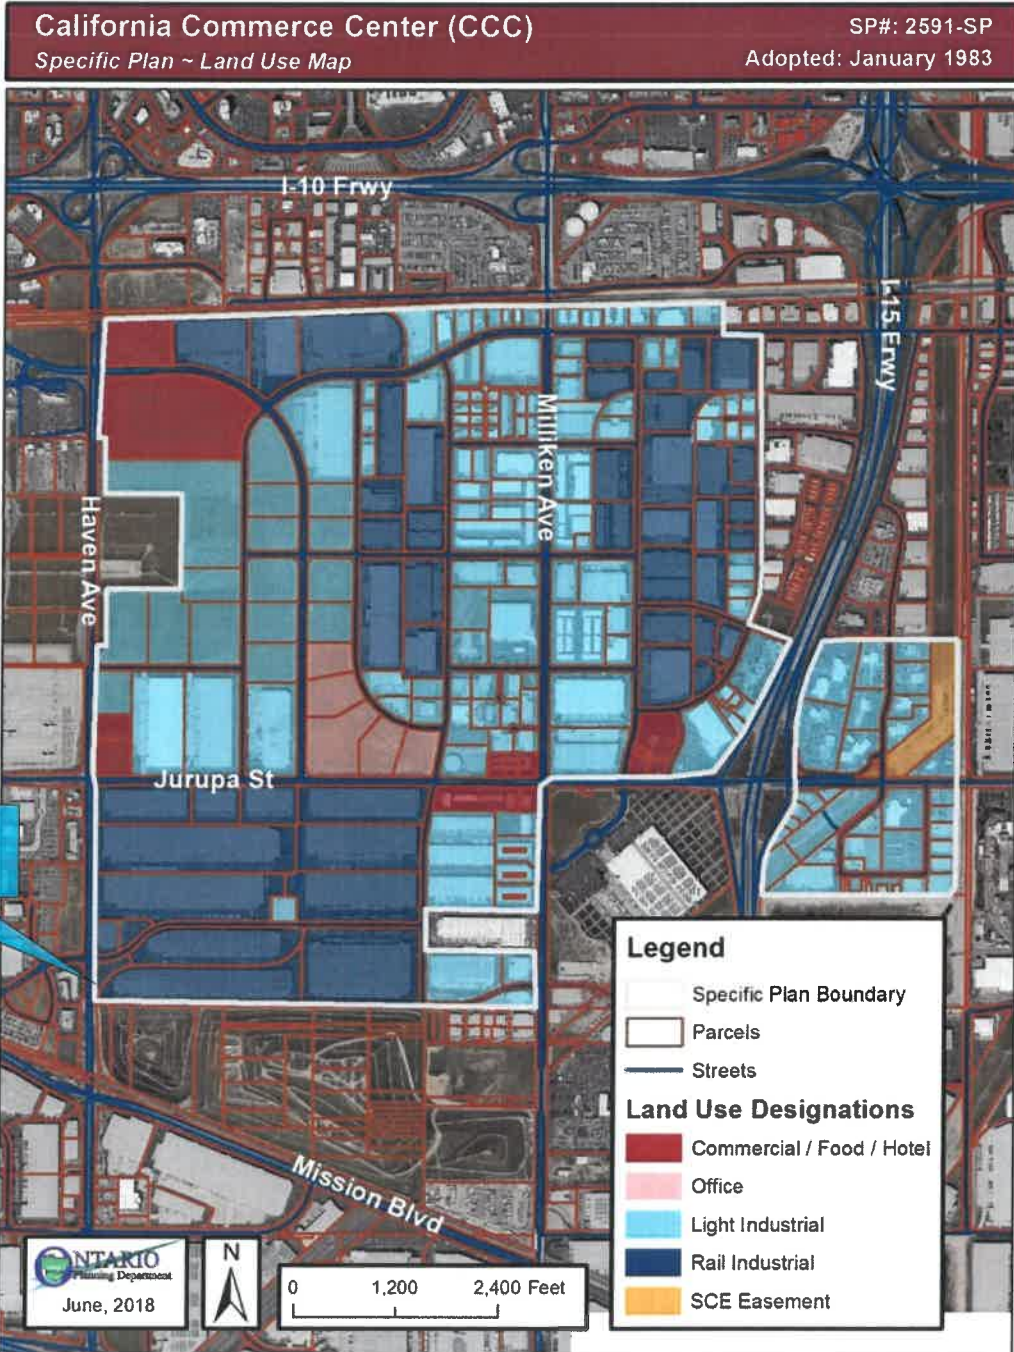 California Commerce Center (CCC)
Specific Plan ~ Land Use Map
SP#: 2591-SP
Adopted: January 1983
I-10 Frwy
I-15 Frwy
Milliken Ave
Haven Ave
Jurupa St
Mission Blvd
Legend
Specific Plan Boundary
Parcels
Streets
Land Use Designations
Commercial / Food / Hotel
Office
Light Industrial
Rail Industrial
SCE Easement
ONTARIO
Planning Department
June, 2018
N
0 1,200 2,400 Feet